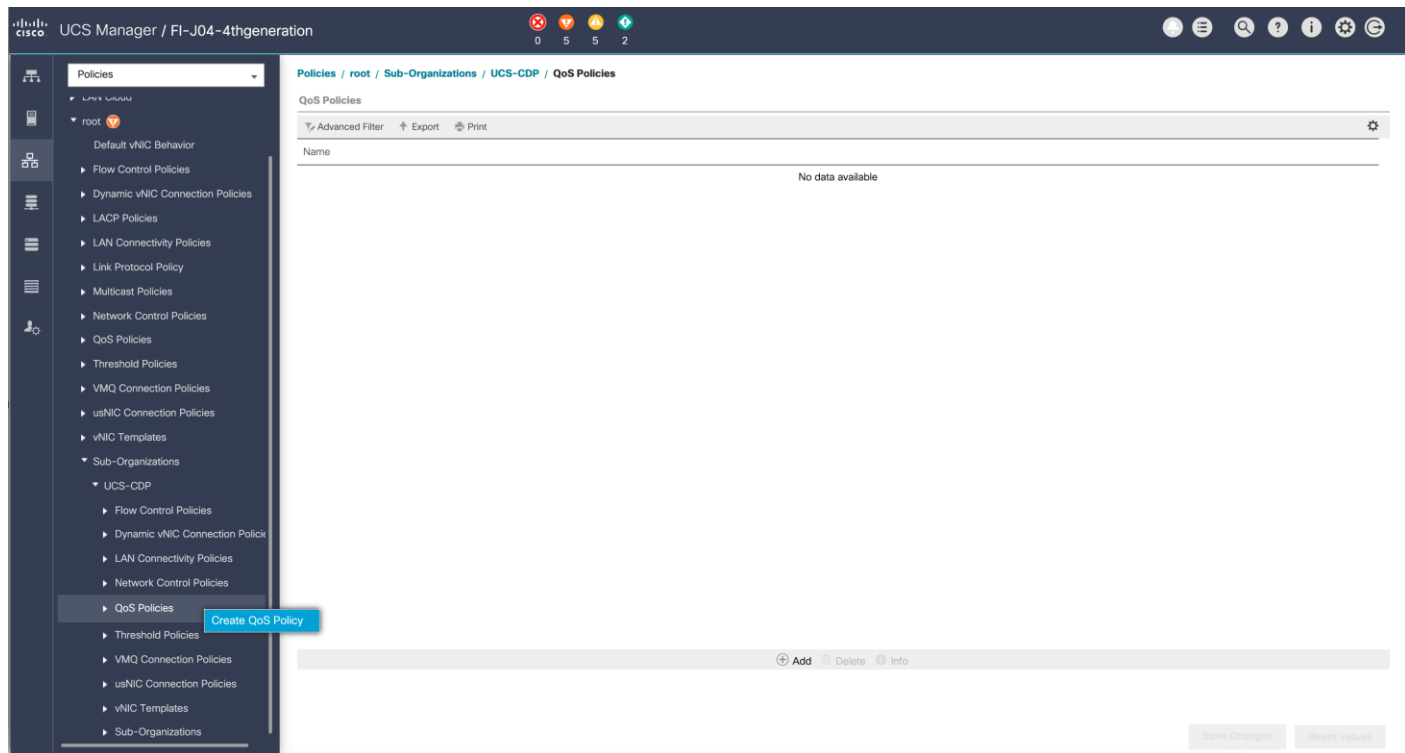 CISCO
UCS Manager / FI-J04-4thgeneration
0 5 5 2
Policies
LAN Cloud
root
Default vNIC Behavior
Flow Control Policies
Dynamic vNIC Connection Policies
LACP Policies
LAN Connectivity Policies
Link Protocol Policy
Multicast Policies
Network Control Policies
QoS Policies
Threshold Policies
VMQ Connection Policies
usNIC Connection Policies
vNIC Templates
Sub-Organizations
UCS-CDP
Flow Control Policies
Dynamic vNIC Connection Policie
LAN Connectivity Policies
Network Control Policies
QoS Policies
Create QoS Policy
Threshold Policies
VMQ Connection Policies
usNIC Connection Policies
vNIC Templates
Sub-Organizations
Policies / root / Sub-Organizations / UCS-CDP / QoS Policies
QoS Policies
Advanced Filter Export Print
Name
No data available
Add Delete Info
Save Changes Reset Values